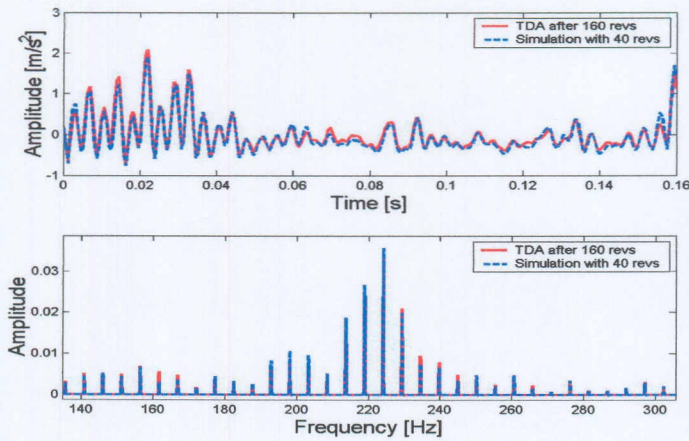 TDA after 160 revs
Simulation with 40 revs
Amplitude [m/s²]
3
2
1
0
-1
0 0.02 0.04 0.06 0.08 0.1 0.12 0.14 0.16
Time [s]
TDA after 160 revs
Simulation with 40 revs
Amplitude
0.03
0.02
0.01
0
140 160 180 200 220 240 260 280 300
Frequency [Hz]